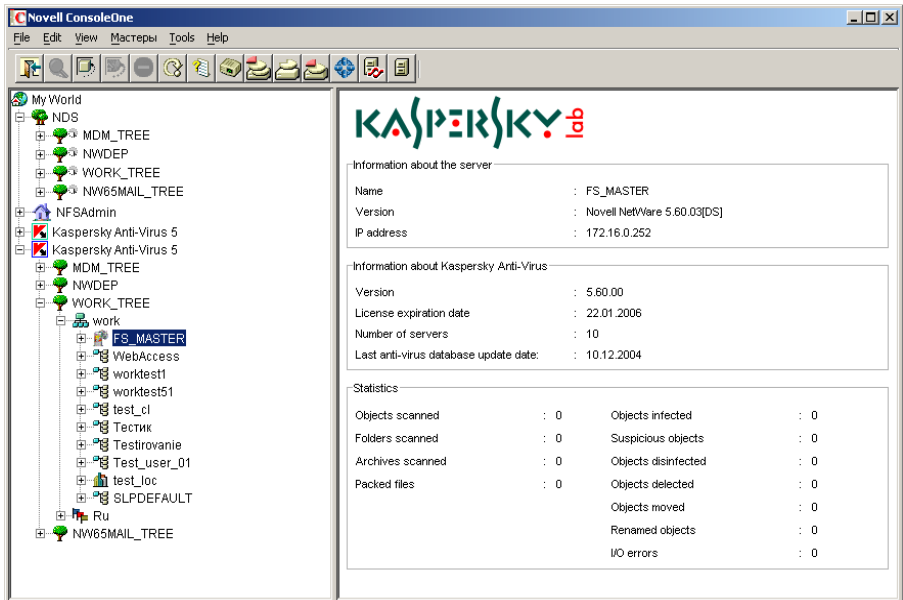 Novell ConsoleOne
File Edit View Мастеры Tools Help
My World
NDS
MDM_TREE
NWDEP
WORK_TREE
NW65MAIL_TREE
NFSAdmin
Kaspersky Anti-Virus 5
Kaspersky Anti-Virus 5
MDM_TREE
NWDEP
WORK_TREE
work
FS_MASTER
WebAccess
worktest1
worktest51
test_cl
Тестик
Testirovanie
Test_user_01
test_loc
SLPDEFAULT
Ru
NW65MAIL_TREE
KASPERSKY lab
Information about the server
Name : FS_MASTER
Version : Novell NetWare 5.60.03[DS]
IP address : 172.16.0.252
Information about Kaspersky Anti-Virus
Version : 5.60.00
License expiration date : 22.01.2006
Number of servers : 10
Last anti-virus database update date: : 10.12.2004
Statistics
Objects scanned : 0 Objects infected : 0
Folders scanned : 0 Suspicious objects : 0
Archives scanned : 0 Objects disinfected : 0
Packed files : 0 Objects delected : 0
Objects moved : 0
Renamed objects : 0
I/O errors : 0